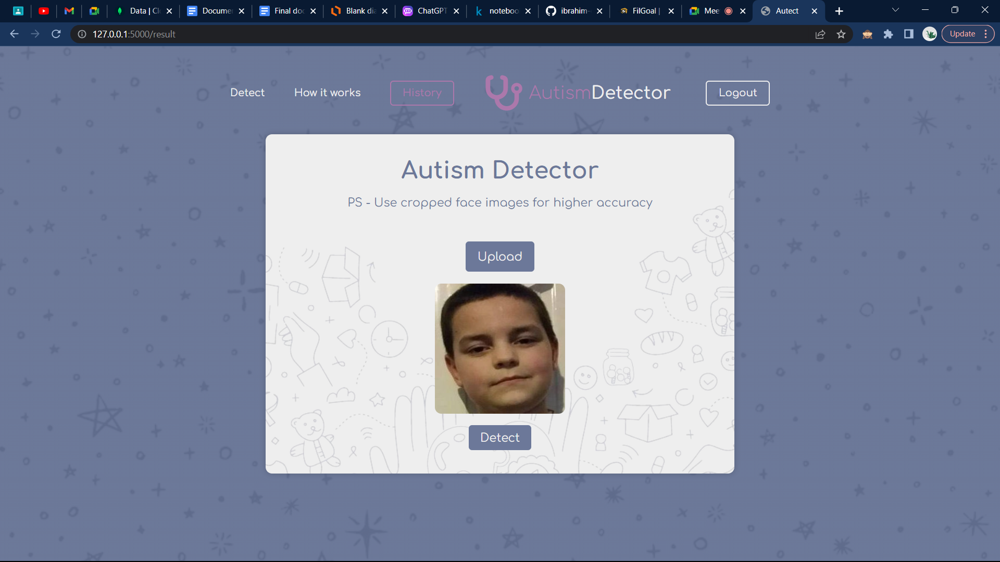 Data | Cl
Docume
Final doc
Blank dia
ChatGPT
noteboo
ibrahim-
FilGoal |
Mee
Autect
127.0.0.1:5000/result
Update
Detect
How it works
History
AutismDetector
Logout
Autism Detector
PS - Use cropped face images for higher accuracy
Upload
Detect